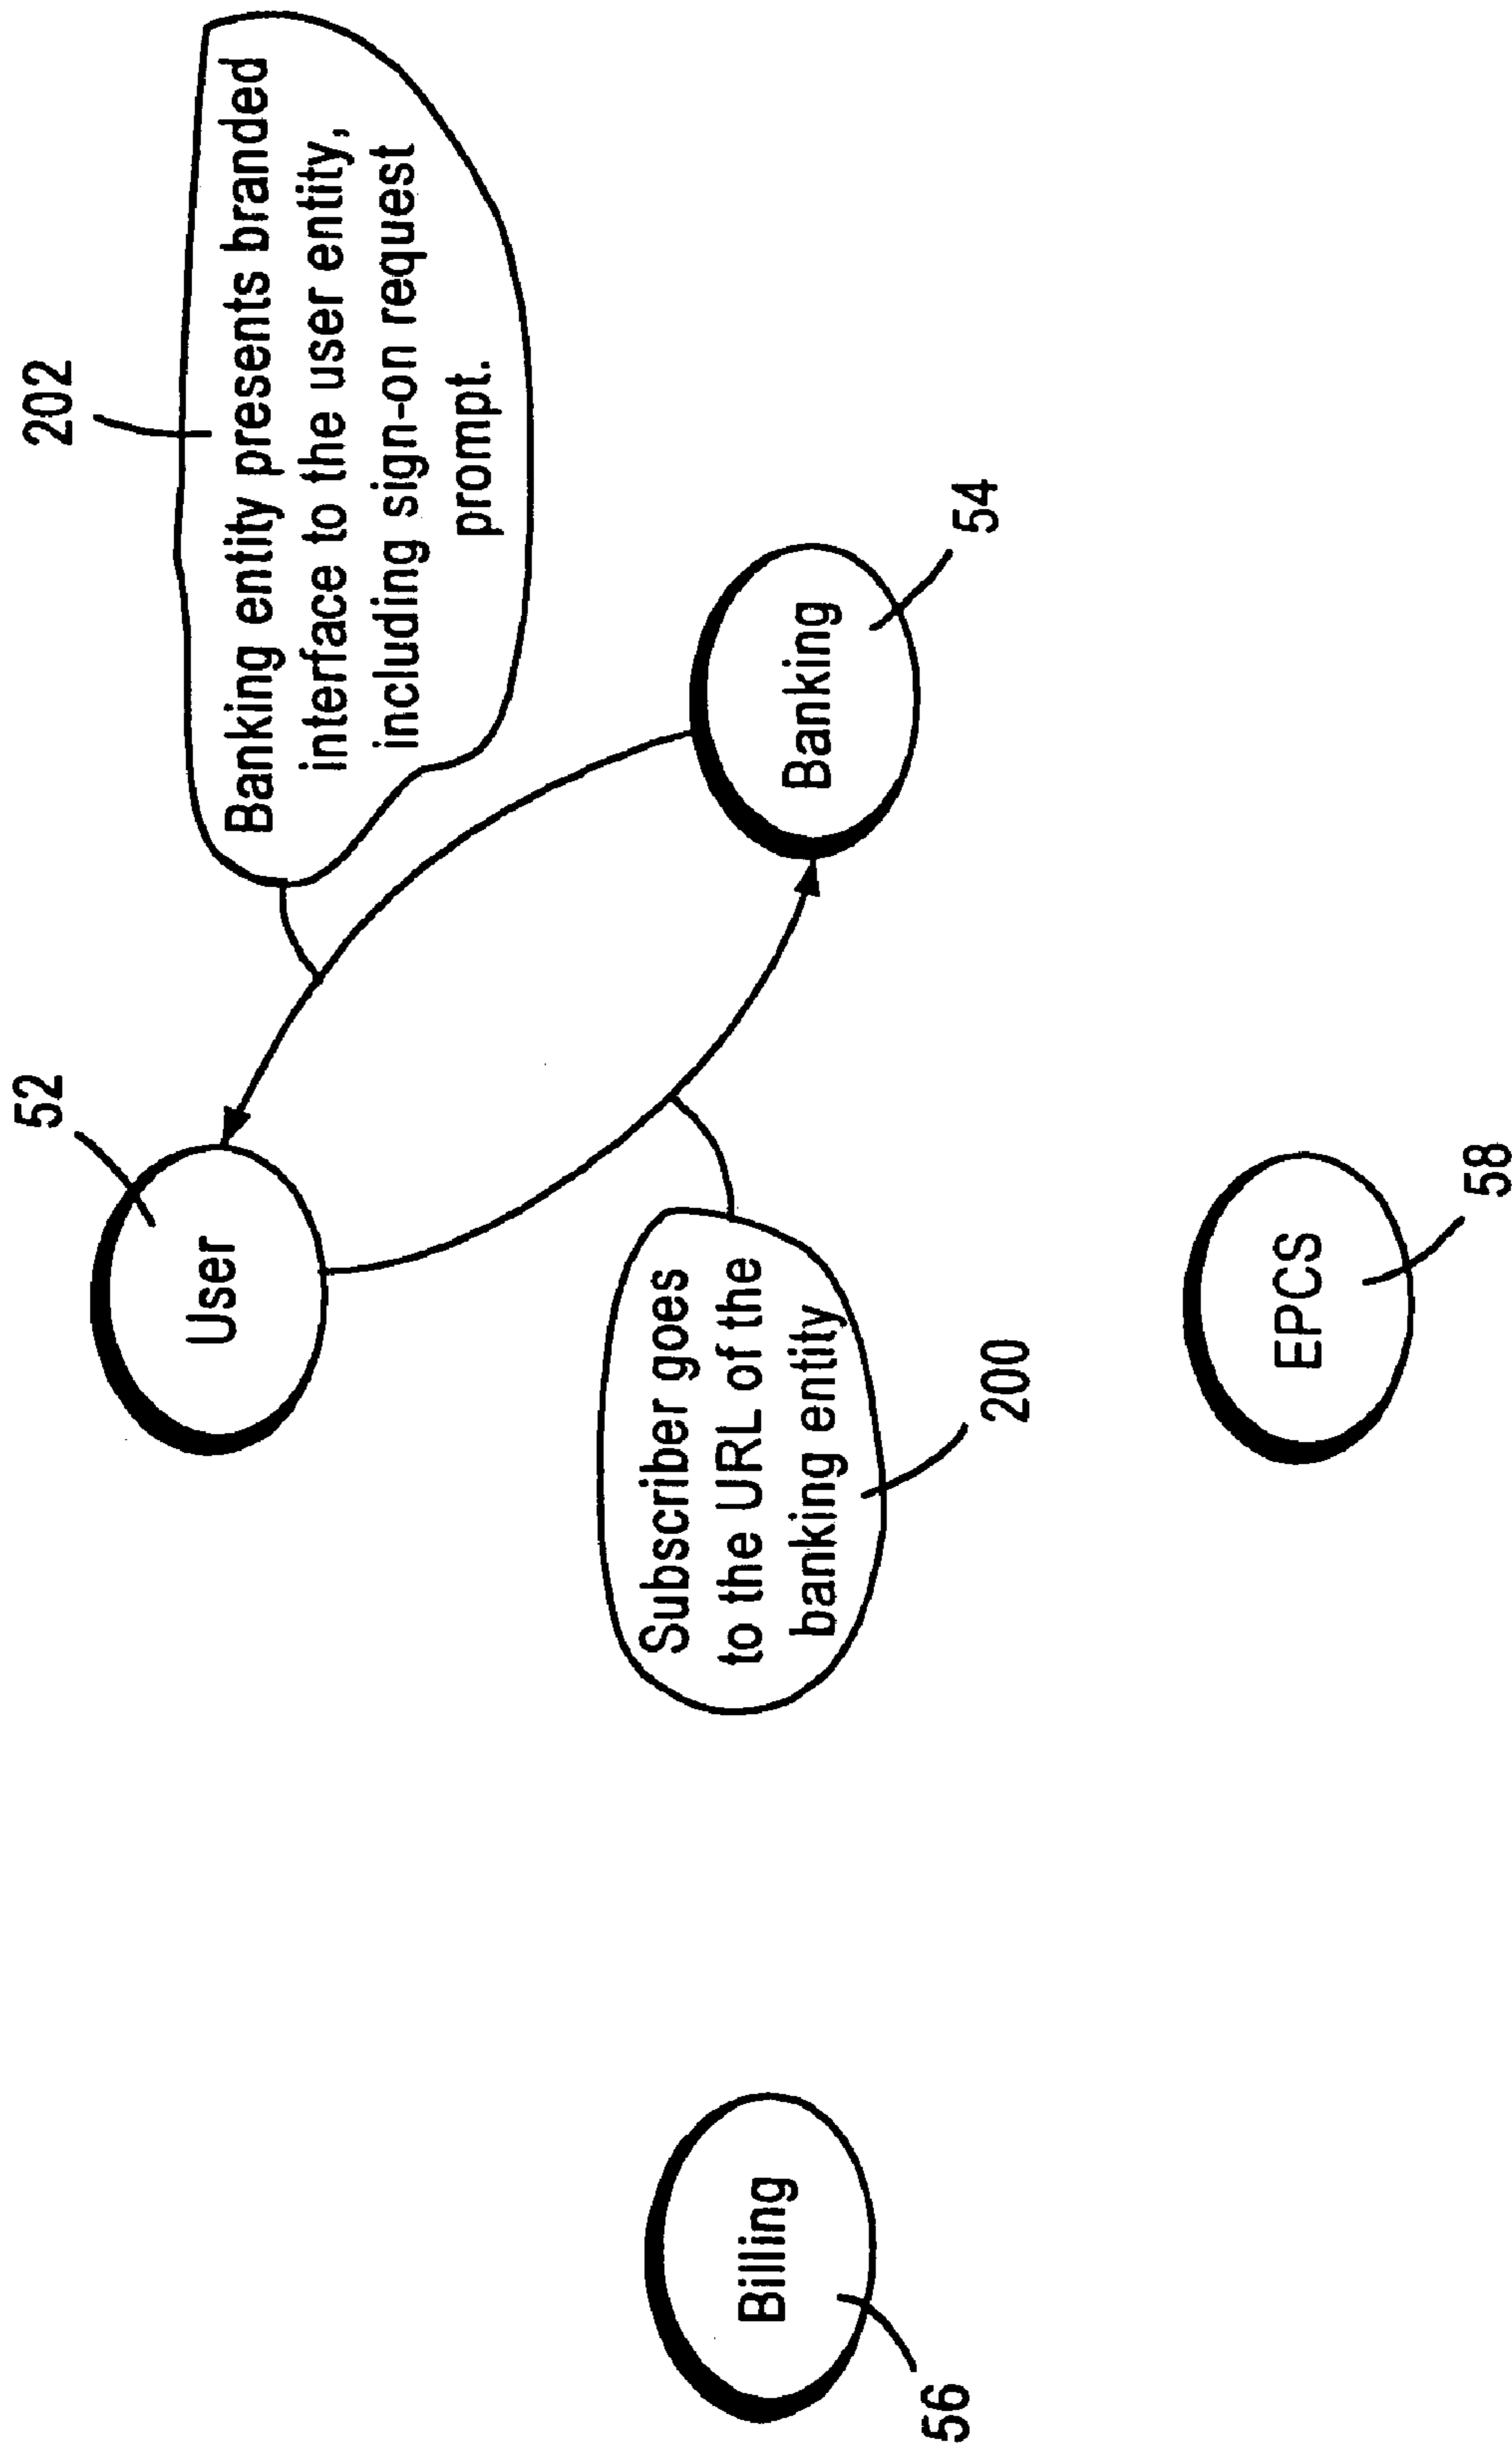 52
User
202
Banking entity presents branded
interface to the user entity,
including sign-on request
prompt.
Subscriber goes
to the URL of the
banking entity
200
Banking
54
Billing
56
EPCS
58